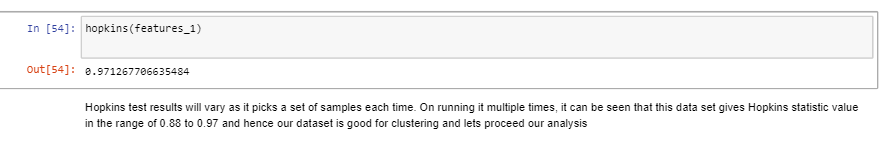 In [54]: hopkins(features_1)
Out[54]: 0.971267706635484
Hopkins test results will vary as it picks a set of samples each time. On running it multiple times, it can be seen that this data set gives Hopkins statistic value
in the range of 0.88 to 0.97 and hence our dataset is good for clustering and lets proceed our analysis